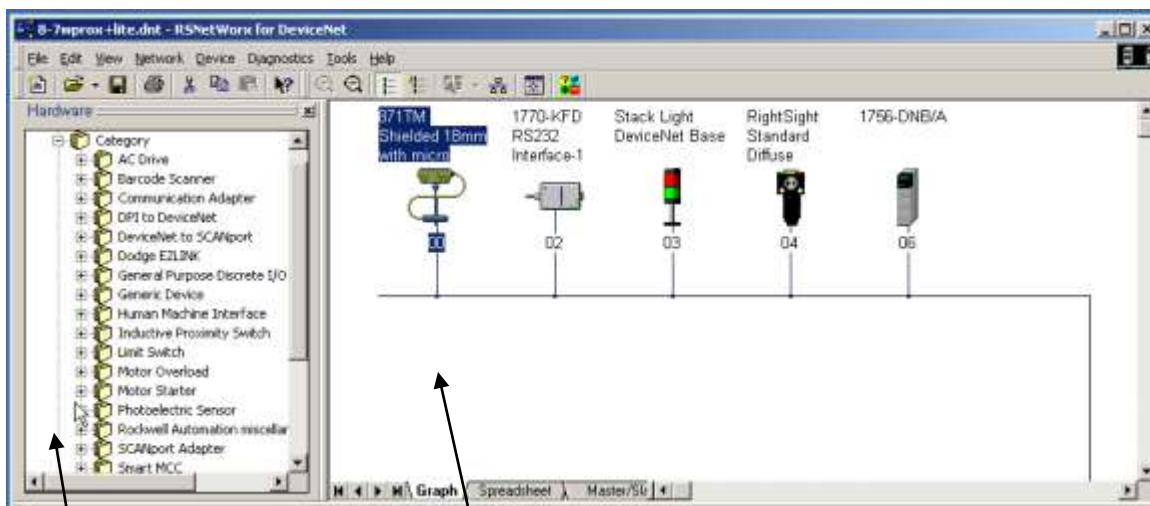 8-7wprox+lite.dnt - RSNetWorx for DeviceNet
File Edit View Network Device Diagnostics Tools Help
Hardware
Category
AC Drive
Barcode Scanner
Communication Adapter
DPI to DeviceNet
DeviceNet to SCANport
Dodge EZLINK
General Purpose Discrete I/O
Generic Device
Human Machine Interface
Inductive Proximity Switch
Limit Switch
Motor Overload
Motor Starter
Photoelectric Sensor
Rockwell Automation miscellar
SCANport Adapter
Smart MCC
871TM
Shielded 18mm
with micro
00
1770-KFD
RS232
Interface-1
02
Stack Light
DeviceNet Base
03
RightSight
Standard
Diffuse
04
1756-DNB/A
06
Graph Spreadsheet Master/Sla